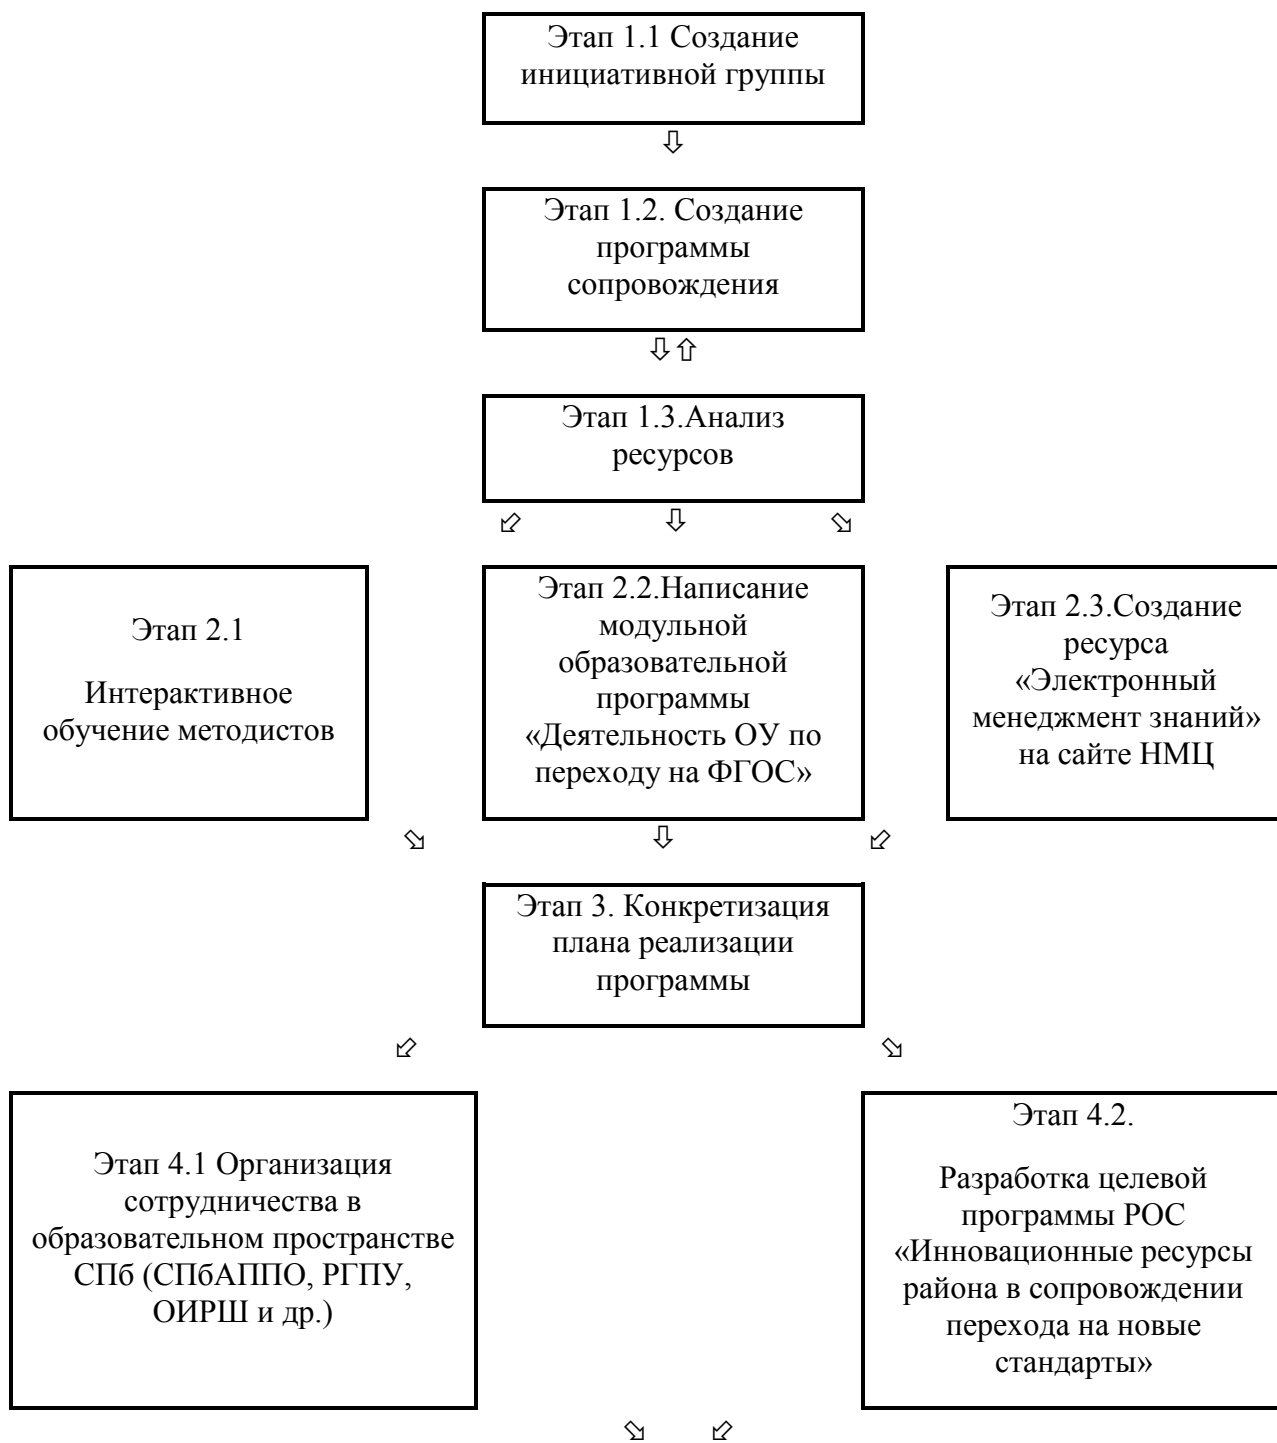 Этап 1.1 Создание
инициативной группы
⇩
Этап 1.2. Создание
программы
сопровождения
⇩⇧
Этап 1.3.Анализ
ресурсов
⬃ ⇩ ⬂
Этап 2.1
Интерактивное
обучение методистов
Этап 2.2.Написание
модульной
образовательной
программы
«Деятельность ОУ по
переходу на ФГОС»
Этап 2.3.Создание
ресурса
«Электронный
менеджмент знаний»
на сайте НМЦ
⬂ ⇩ ⬃
Этап 3. Конкретизация
плана реализации
программы
⬃ ⬂
Этап 4.1 Организация
сотрудничества в
образовательном пространстве
СПб (СПбАППО, РГПУ,
ОИРШ и др.)
Этап 4.2.
Разработка целевой
программы РОС
«Инновационные ресурсы
района в сопровождении
перехода на новые
стандарты»
⬂ ⬃